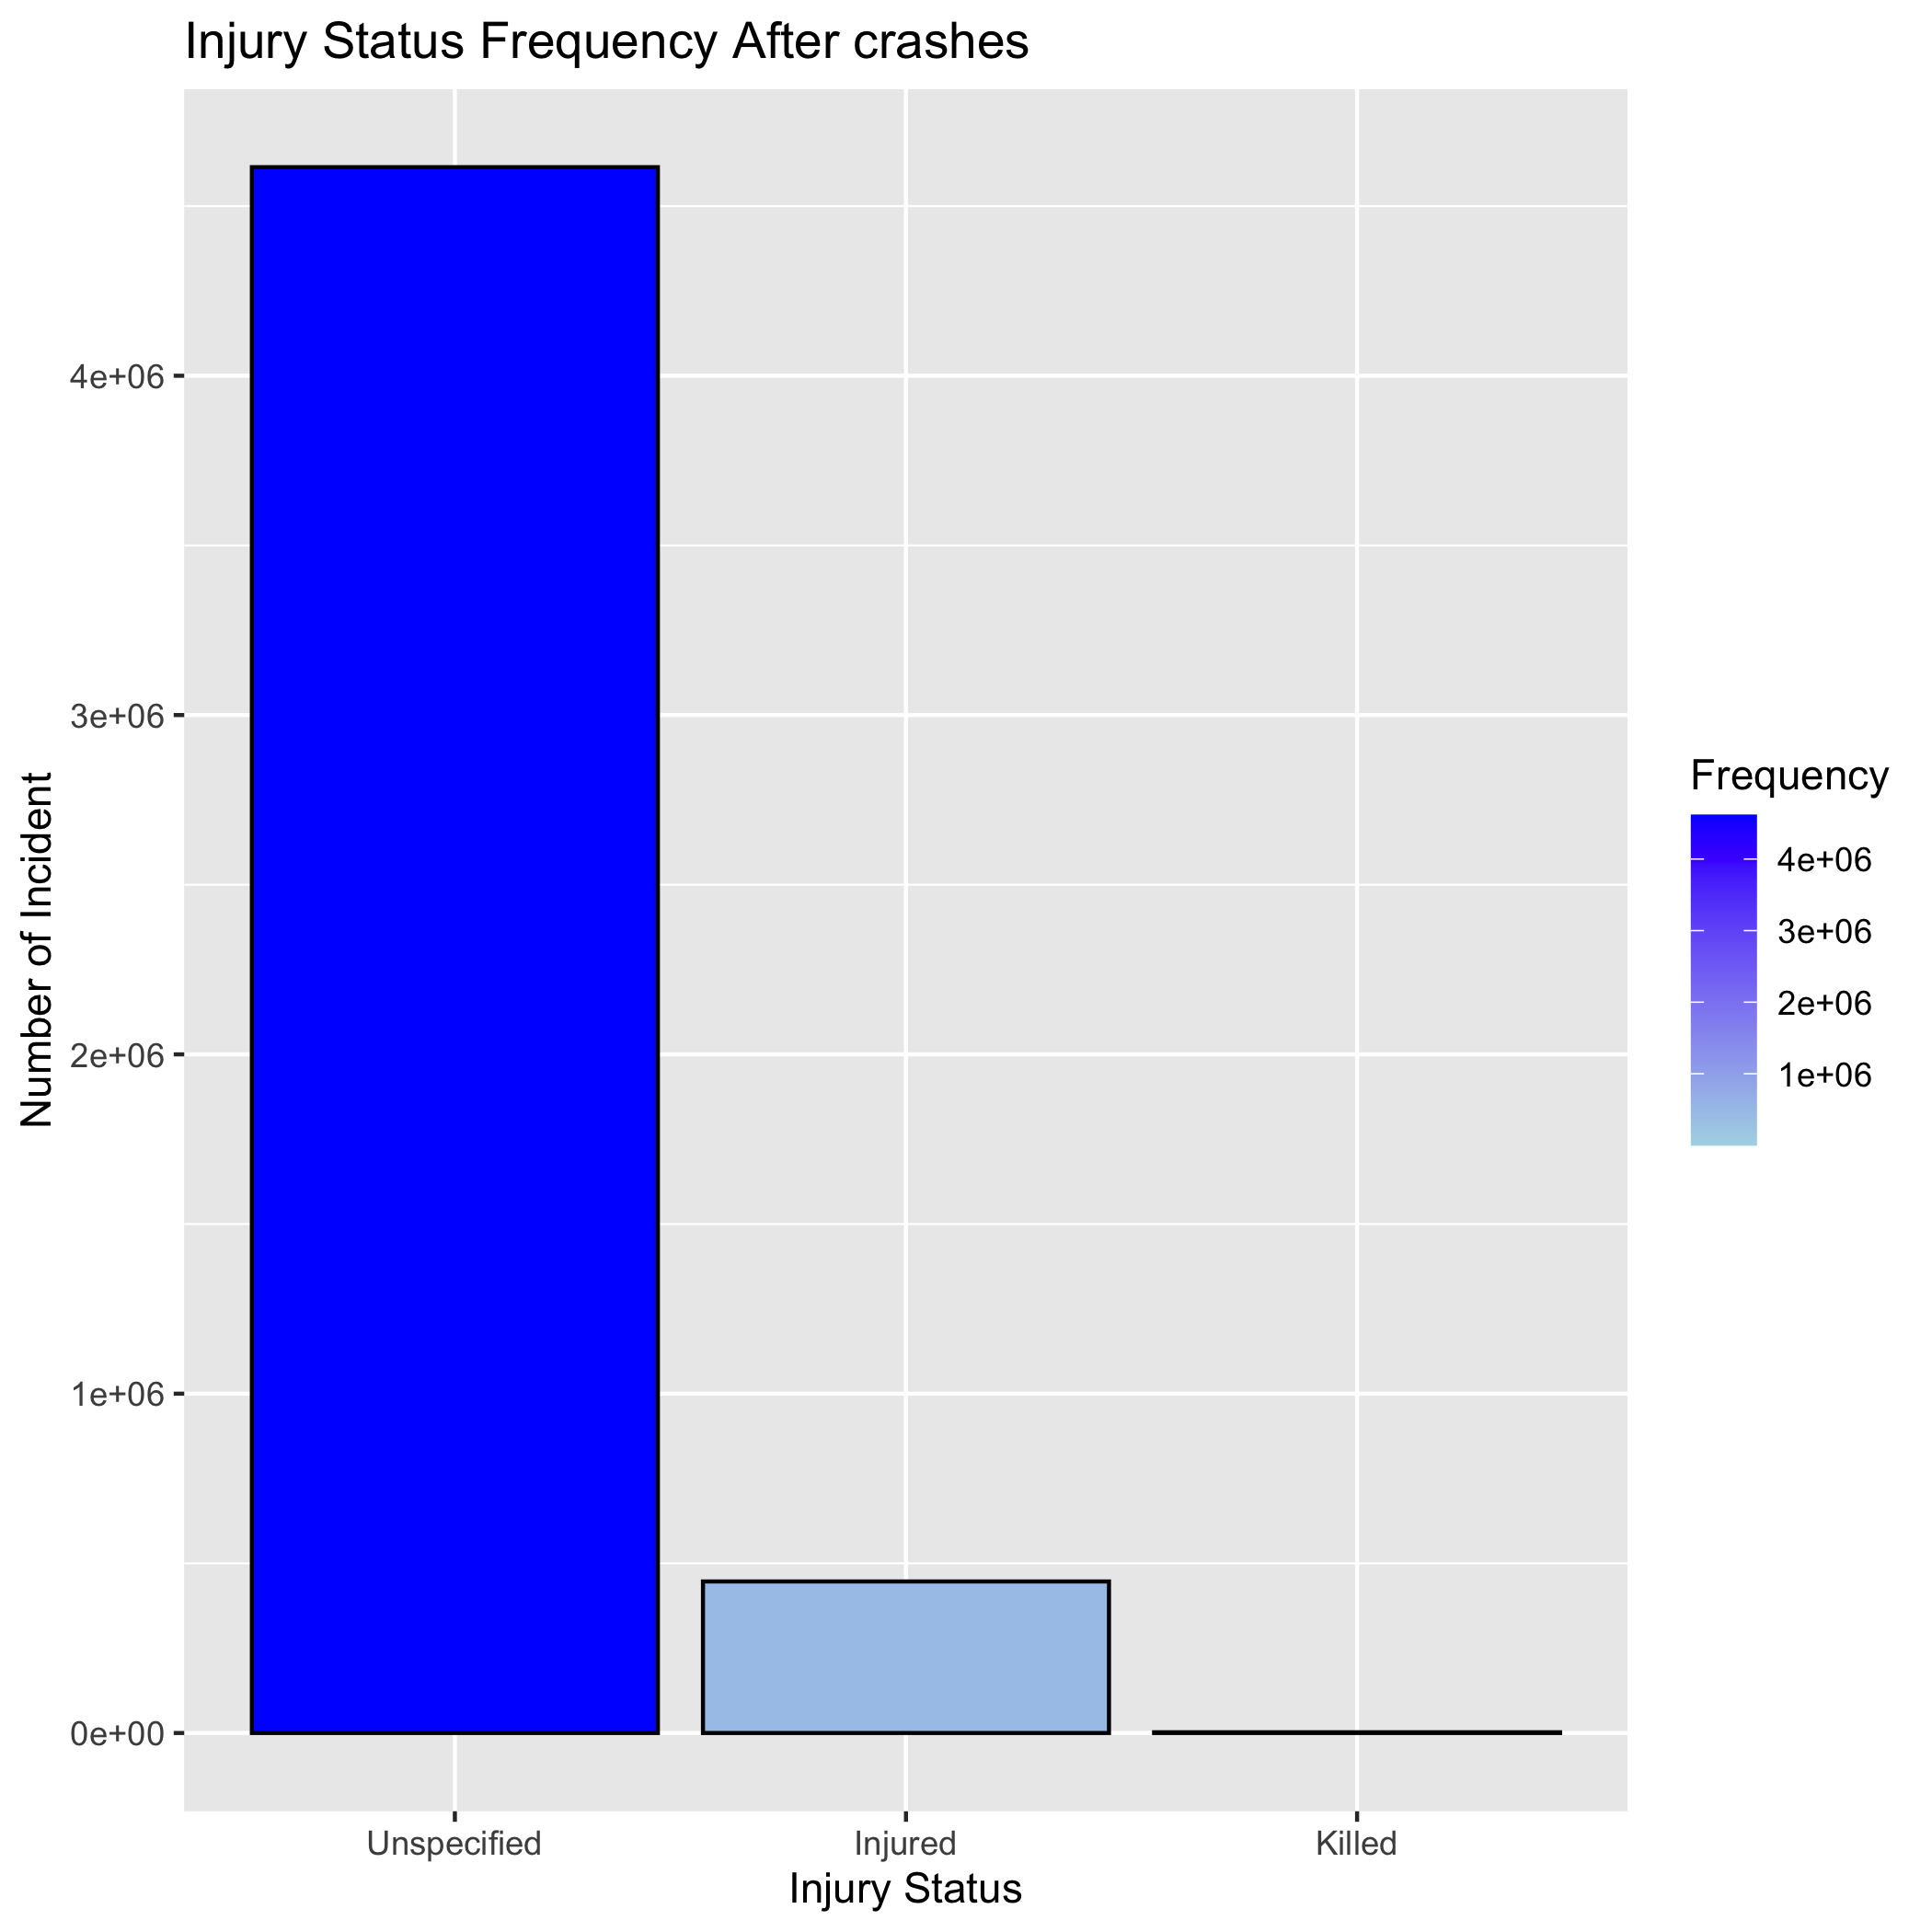 Injury Status Frequency After crashes
Number of Incident
4e+06
3e+06
2e+06
1e+06
0e+00
Unspecified
Injured
Killed
Injury Status
Frequency
4e+06
3e+06
2e+06
1e+06